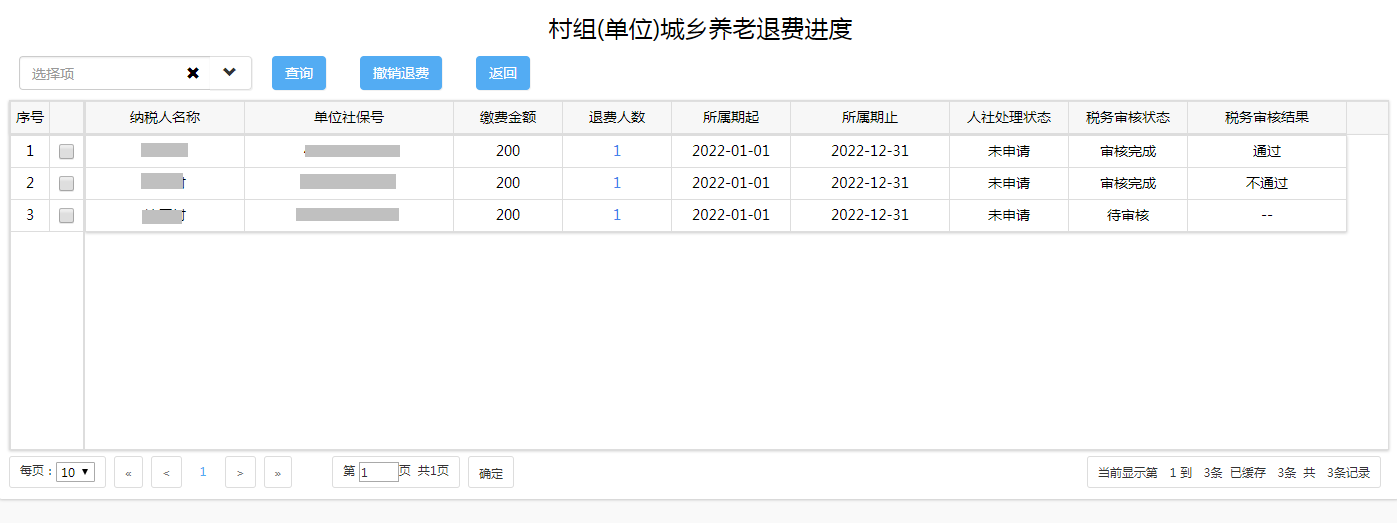 村组(单位)城乡养老退费进度
选择项 查询 撤销退费 返回
序号 纳税人名称 单位社保号 缴费金额 退费人数 所属期起 所属期止 人社处理状态 税务审核状态 税务审核结果
1 200 1 2022-01-01 2022-12-31 未申请 审核完成 通过
2 200 1 2022-01-01 2022-12-31 未申请 审核完成 不通过
3 200 1 2022-01-01 2022-12-31 未申请 待审核 --
每页：10 « < 1 > » 第 1 页 共1页 确定 当前显示第 1 到 3条 已缓存 3条 共 3条记录